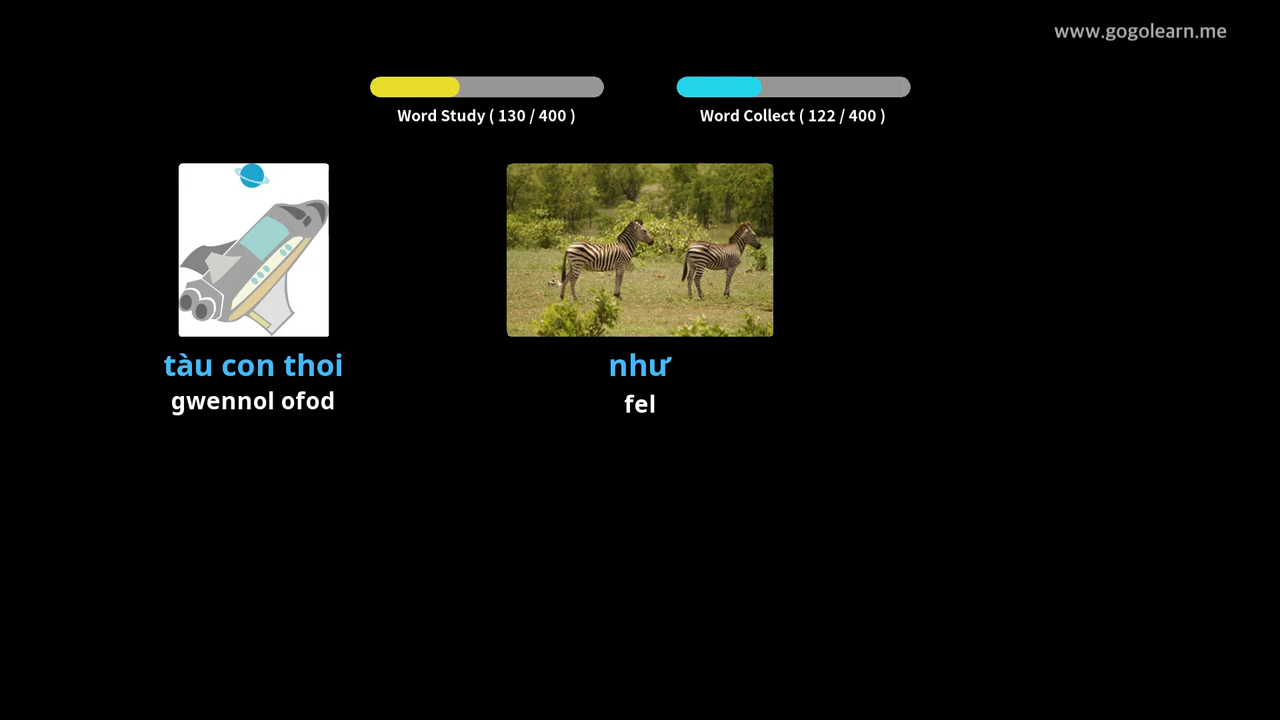 www.gogolearn.me
Word Study ( 130 / 400 )
Word Collect ( 122 / 400 )
tàu con thoi
gwennol ofod
như
fel